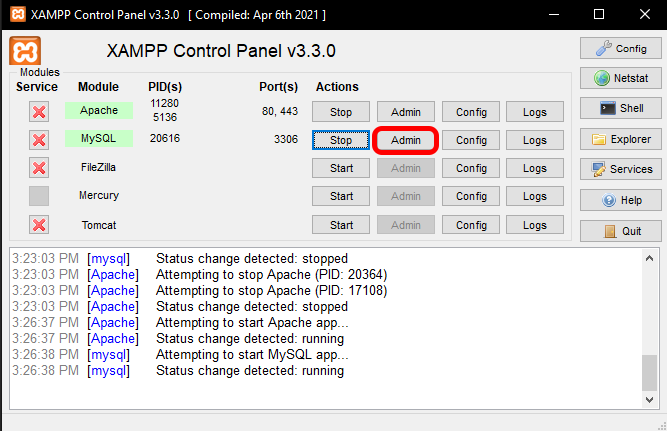 XAMPP Control Panel v3.3.0 [ Compiled: Apr 6th 2021 ]
XAMPP Control Panel v3.3.0
Config
Modules
Service Module PID(s) Port(s) Actions
Netstat
Apache 11280 5136 80, 443 Stop Admin Config Logs
Shell
MySQL 20616 3306 Stop Admin Config Logs
Explorer
FileZilla Start Admin Config Logs
Services
Mercury Start Admin Config Logs
Help
Tomcat Start Admin Config Logs
Quit
3:23:03 PM [mysql] Status change detected: stopped
3:23:03 PM [Apache] Attempting to stop Apache (PID: 20364)
3:23:03 PM [Apache] Attempting to stop Apache (PID: 17108)
3:23:03 PM [Apache] Status change detected: stopped
3:26:37 PM [Apache] Attempting to start Apache app...
3:26:37 PM [Apache] Status change detected: running
3:26:38 PM [mysql] Attempting to start MySQL app...
3:26:38 PM [mysql] Status change detected: running